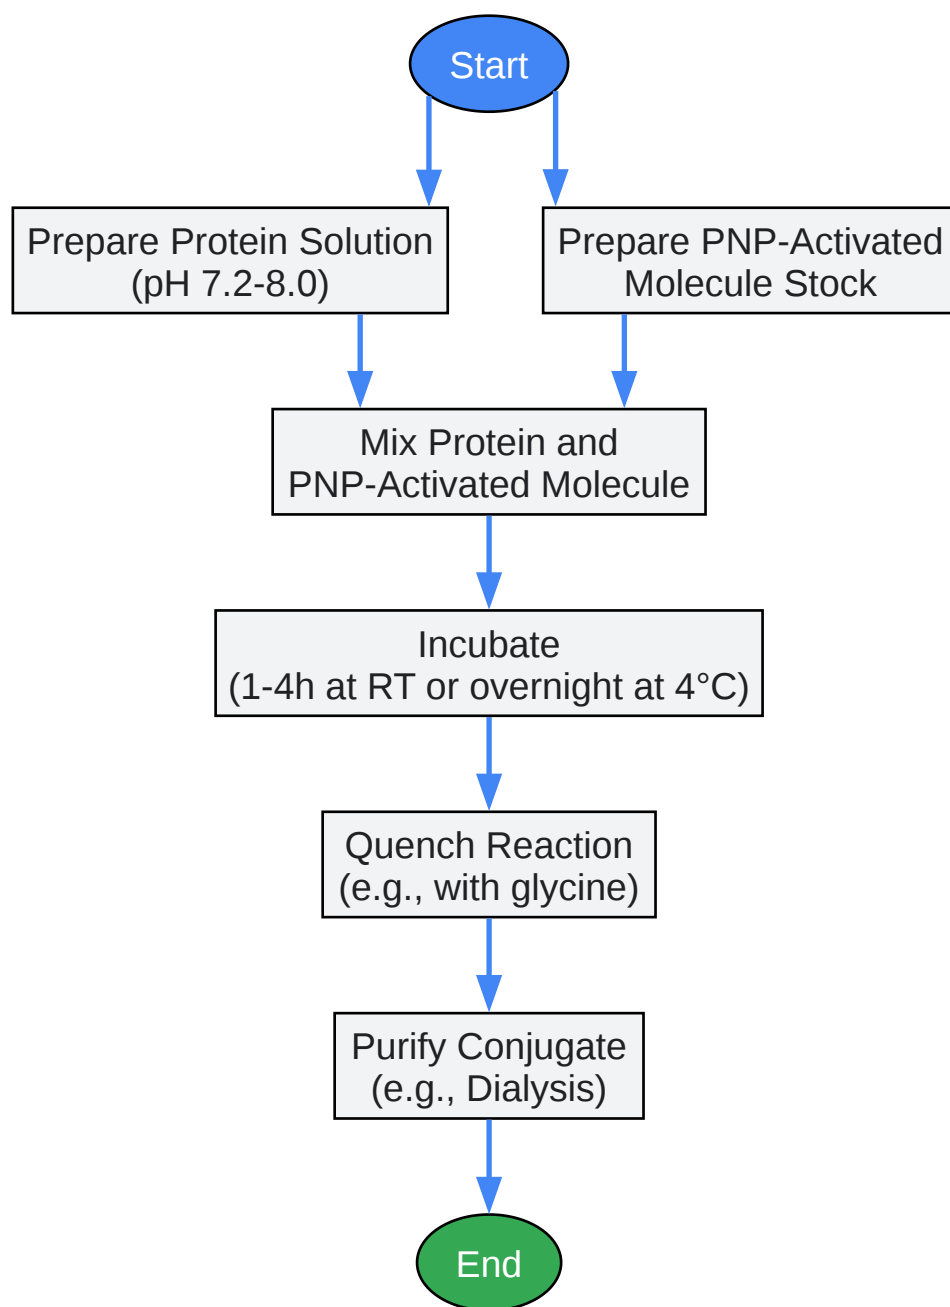 Start
Prepare Protein Solution
(pH 7.2-8.0)
Prepare PNP-Activated
Molecule Stock
Mix Protein and
PNP-Activated Molecule
Incubate
(1-4h at RT or overnight at 4°C)
Quench Reaction
(e.g., with glycine)
Purify Conjugate
(e.g., Dialysis)
End